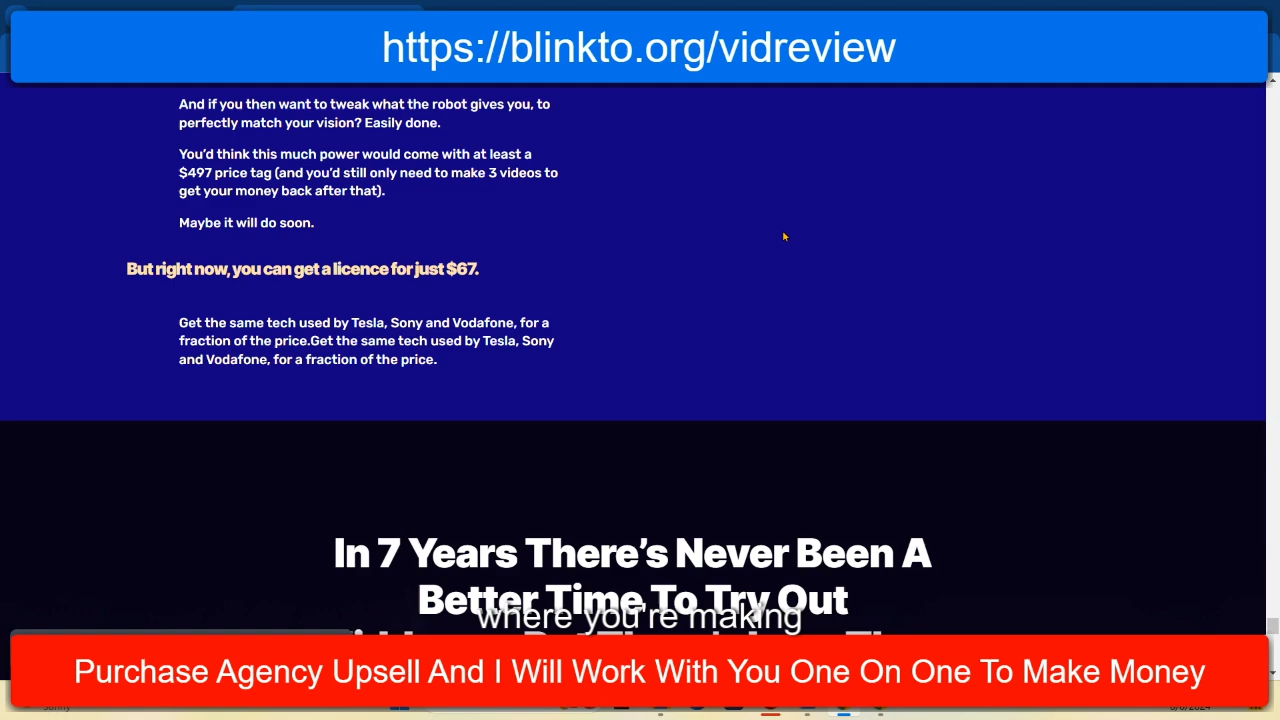 https://blinkto.org/vidreview
And if you then want to tweak what the robot gives you, to
perfectly match your vision? Easily done.
You’d think this much power would come with at least a
$497 price tag (and you’d still only need to make 3 videos to
get your money back after that).
Maybe it will do soon.
But right now, you can get a licence for just $67.
Get the same tech used by Tesla, Sony and Vodafone, for a
fraction of the price.Get the same tech used by Tesla, Sony
and Vodafone, for a fraction of the price.
In 7 Years There’s Never Been A
Better Time To Try Out
where you're making
Purchase Agency Upsell And I Will Work With You One On One To Make Money